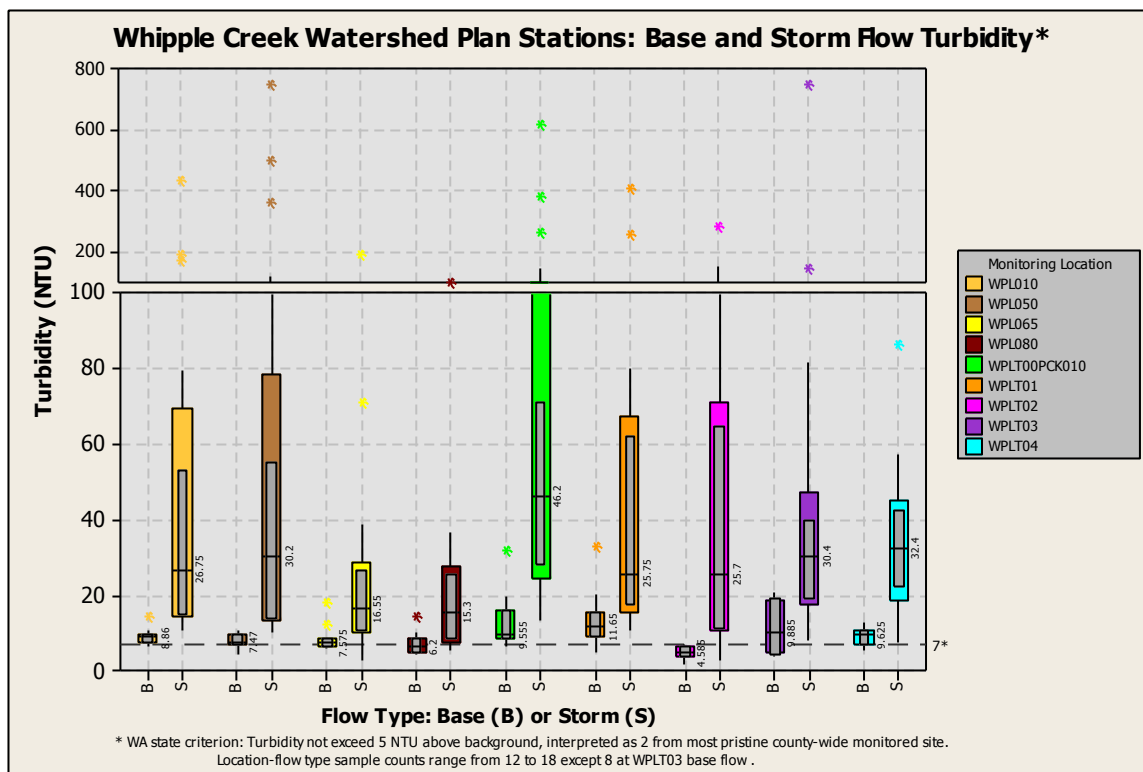 Whipple Creek Watershed Plan Stations: Base and Storm Flow Turbidity*
Turbidity (NTU)
800
600
400
200
100
80
60
40
20
0
8.86
26.75
7.47
30.2
7.575
16.55
6.2
15.3
9.555
46.2
11.65
25.75
4.585
25.7
9.885
30.4
9.625
32.4
7*
B S B S B S B S B S B S B S B S B S
Flow Type: Base (B) or Storm (S)
Monitoring Location
WPL010
WPL050
WPL065
WPL080
WPLT00PCK010
WPLT01
WPLT02
WPLT03
WPLT04
* WA state criterion: Turbidity not exceed 5 NTU above background, interpreted as 2 from most pristine county-wide monitored site.
Location-flow type sample counts range from 12 to 18 except 8 at WPLT03 base flow .